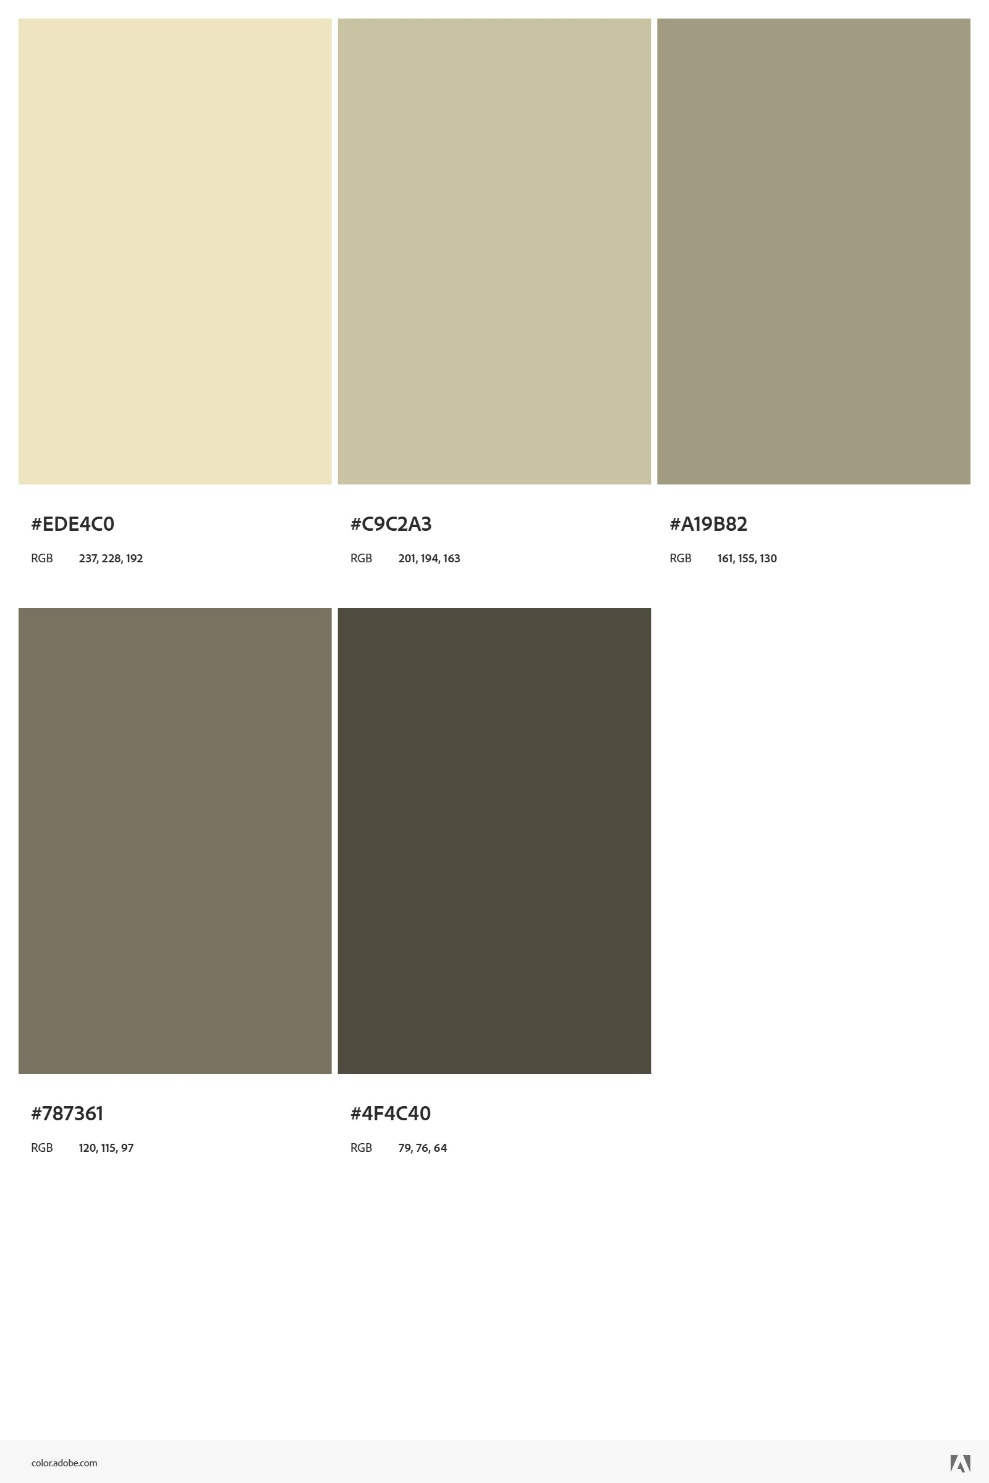 #EDE4C0
RGB 237, 228, 192
#C9C2A3
RGB 201, 194, 163
#A19B82
RGB 161, 155, 130
#787361
RGB 120, 115, 97
#4F4C40
RGB 79, 76, 64
color.adobe.com